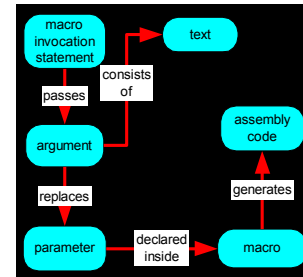 macro
invocation
statement
text
consists
of
passes
argument
assembly
code
replaces
generates
parameter
declared
inside
macro